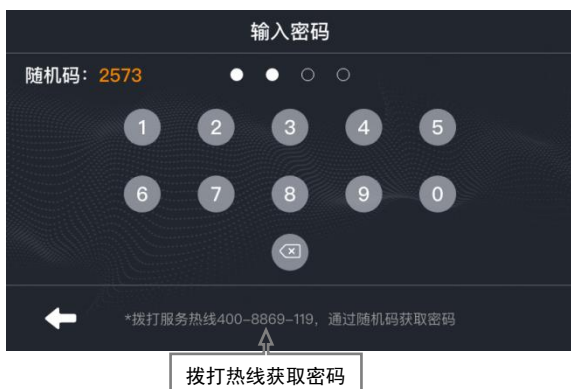 输入密码
随机码：2573
1 2 3 4 5
6 7 8 9 0
*拨打服务热线400-8869-119，通过随机码获取密码
拨打热线获取密码